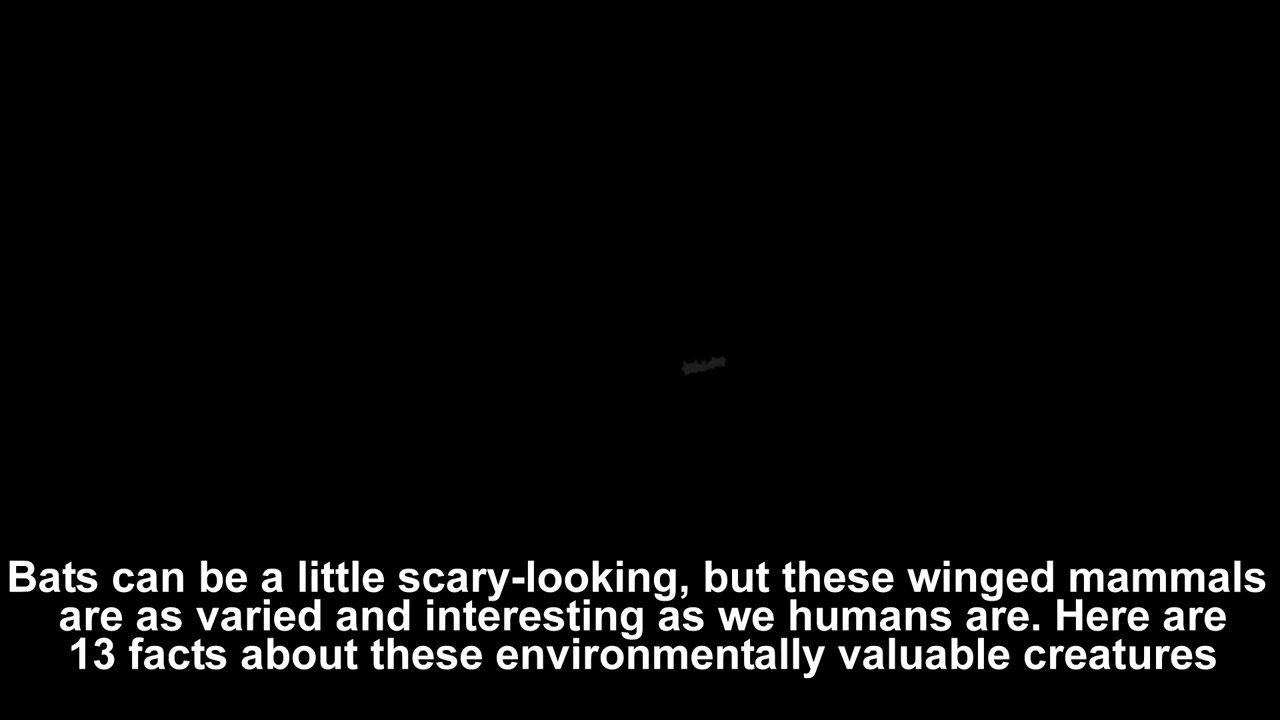 Bats can be a little scary-looking, but these winged mammals
are as varied and interesting as we humans are. Here are
13 facts about these environmentally valuable creatures